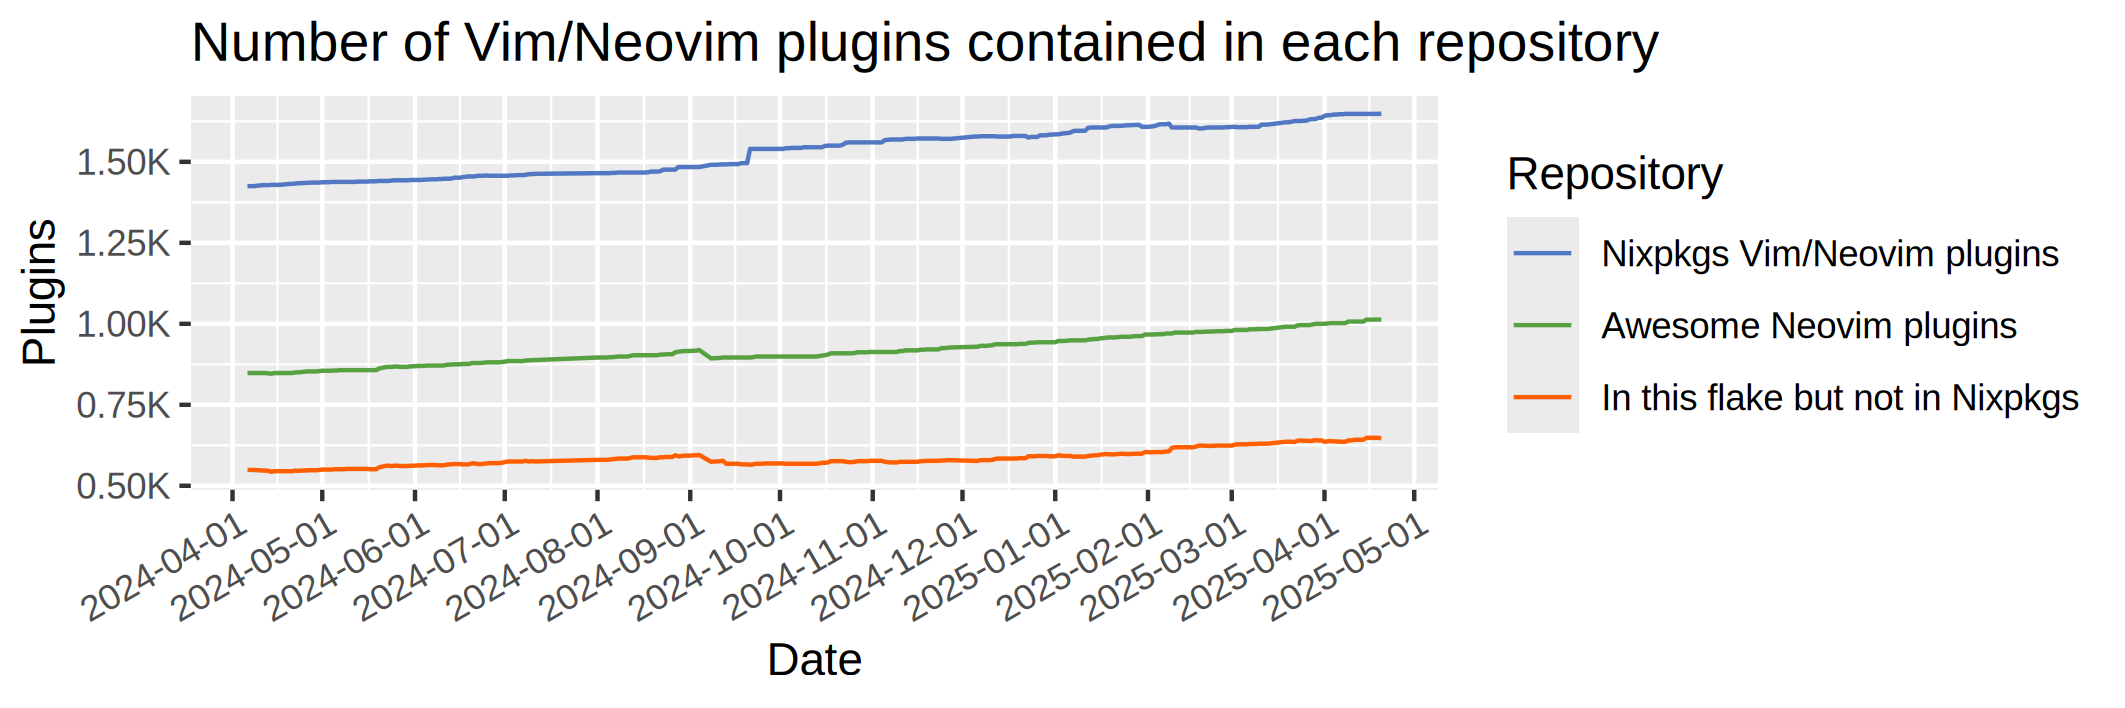 Number of Vim/Neovim plugins contained in each repository
Plugins
1.50K
1.25K
1.00K
0.75K
0.50K
2024-04-01
2024-05-01
2024-06-01
2024-07-01
2024-08-01
2024-09-01
2024-10-01
2024-11-01
2024-12-01
2025-01-01
2025-02-01
2025-03-01
2025-04-01
2025-05-01
Date
Repository
Nixpkgs Vim/Neovim plugins
Awesome Neovim plugins
In this flake but not in Nixpkgs